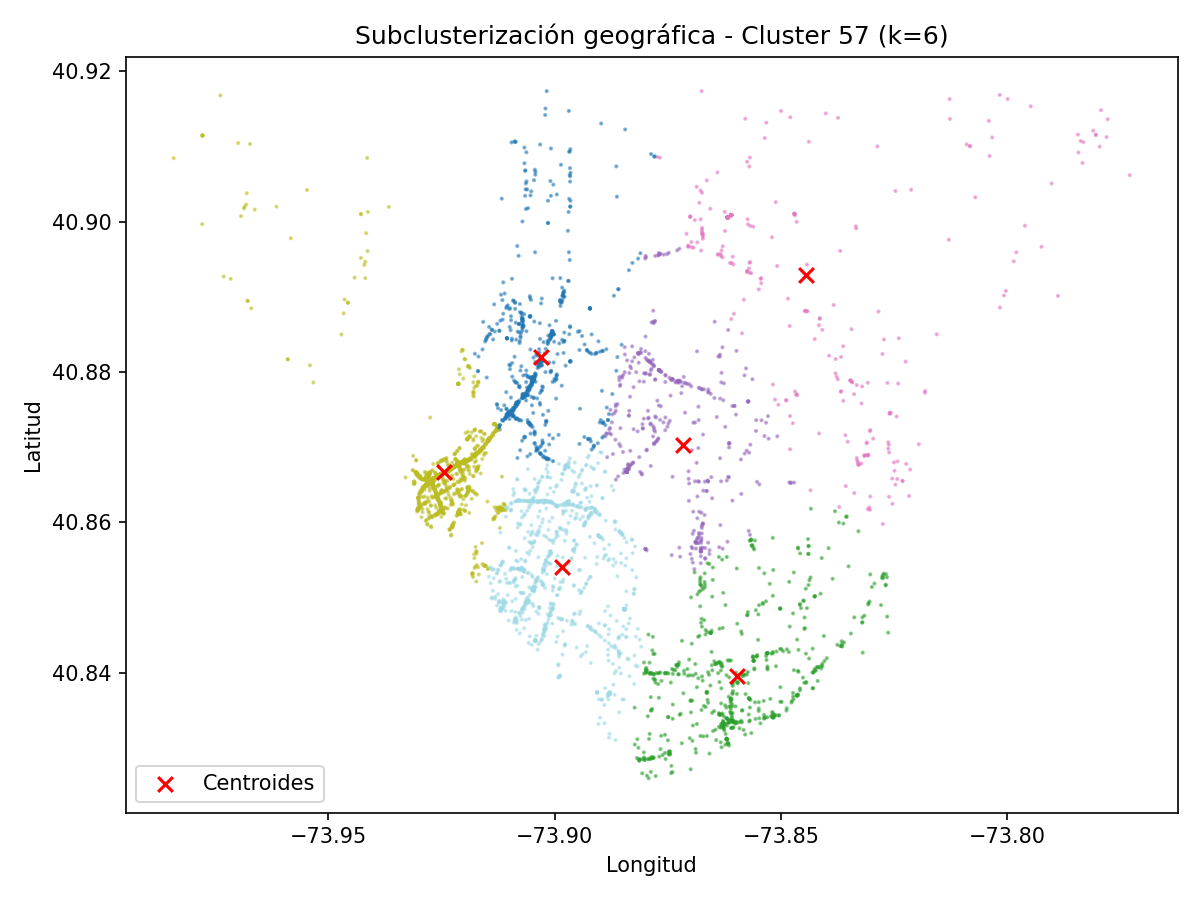 Subclusterización geográfica - Cluster 57 (k=6)
40.92
40.90
40.88
40.86
40.84
Latitud
Centroides
−73.95
−73.90
−73.85
−73.80
Longitud